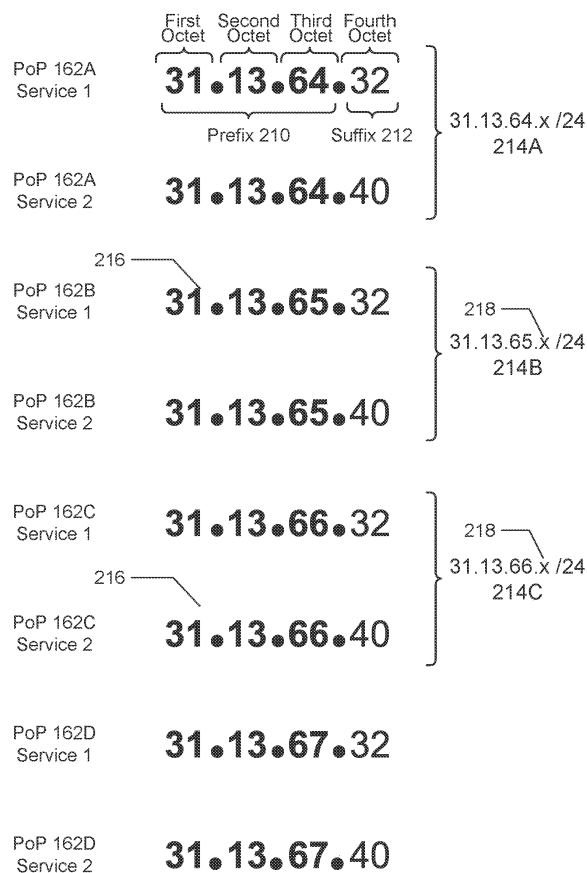 First Second Third Fourth
Octet Octet Octet Octet
PoP 162A
Service 1
31.13.64.32
Prefix 210 Suffix 212
31.13.64.x /24
214A
PoP 162A
Service 2
31.13.64.40
216
PoP 162B
Service 1
31.13.65.32
218
31.13.65.x /24
214B
PoP 162B
Service 2
31.13.65.40
PoP 162C
Service 1
31.13.66.32
218
31.13.66.x /24
214C
216
PoP 162C
Service 2
31.13.66.40
PoP 162D
Service 1
31.13.67.32
PoP 162D
Service 2
31.13.67.40